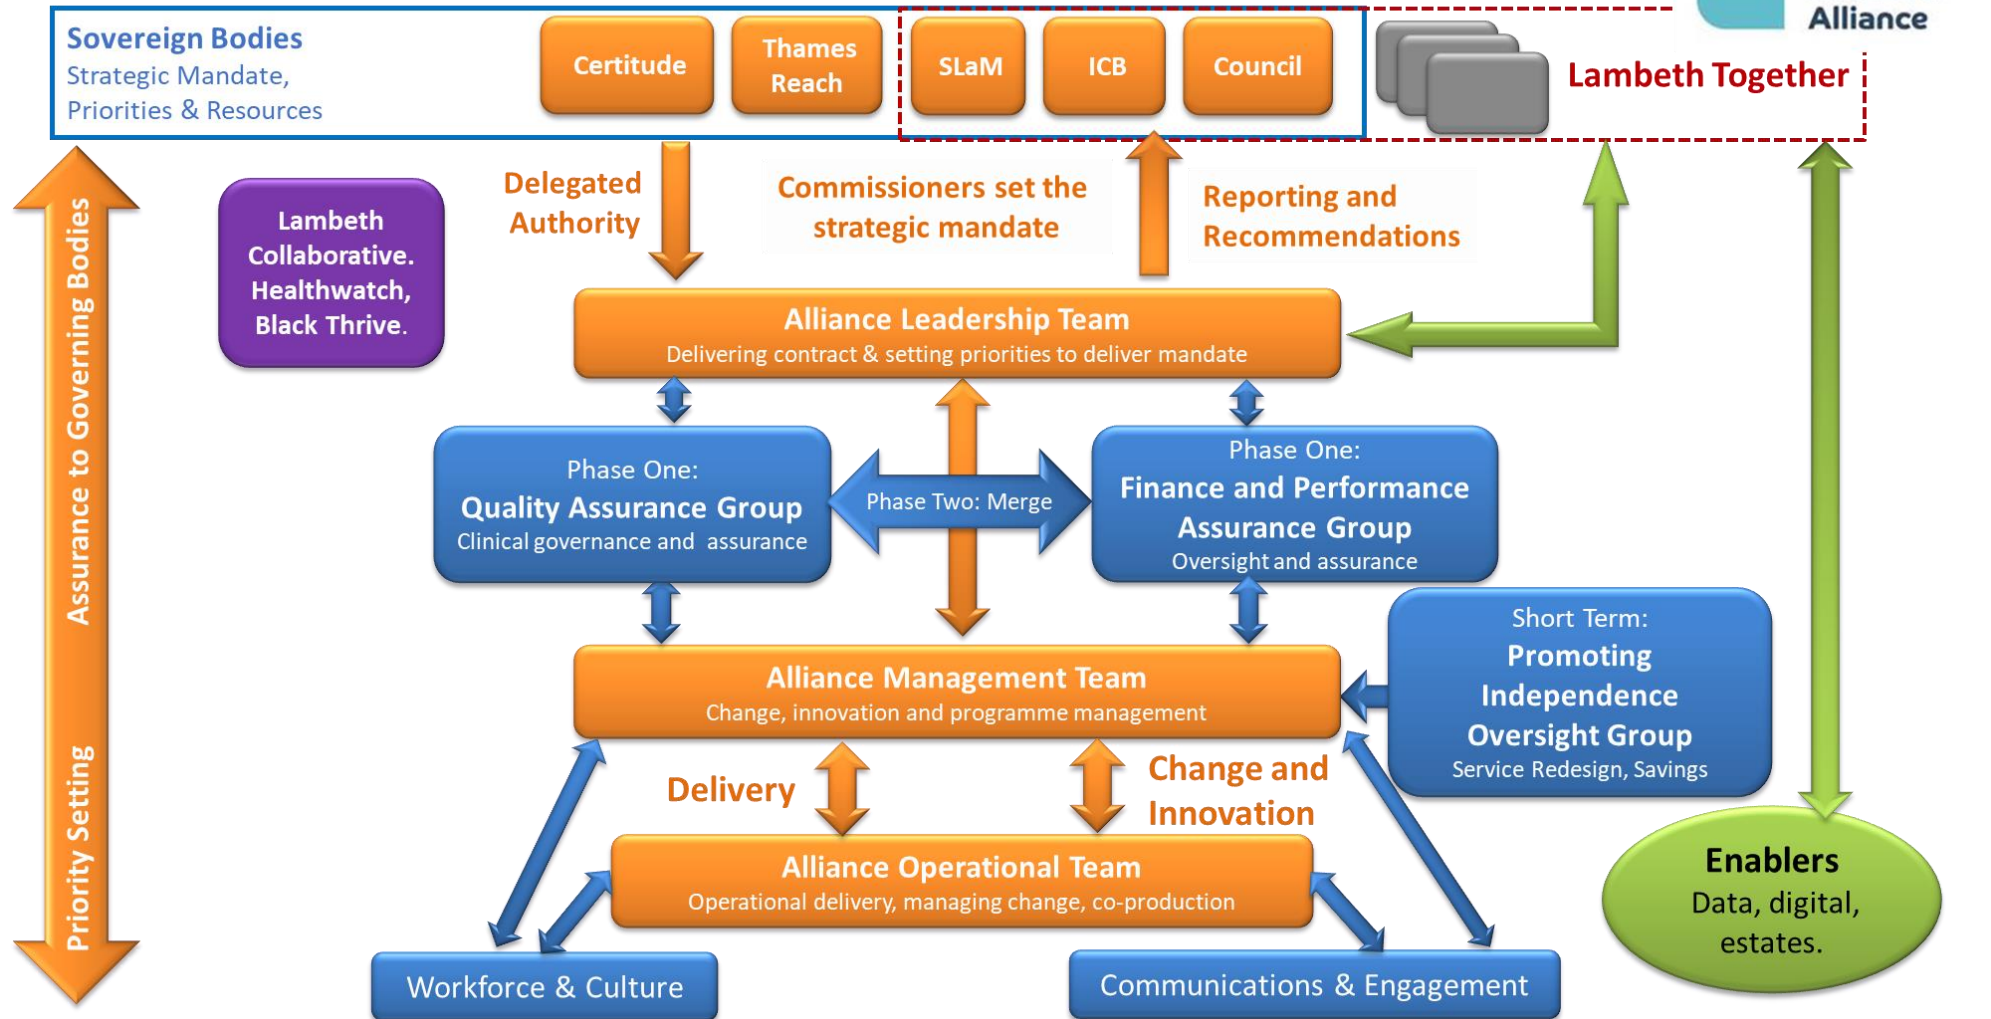 Alliance
Sovereign Bodies
Strategic Mandate,
Priorities & Resources
Certitude
Thames
Reach
SLaM
ICB
Council
Lambeth Together
Assurance to Governing Bodies
Priority Setting
Lambeth
Collaborative.
Healthwatch,
Black Thrive.
Delegated
Authority
Commissioners set the
strategic mandate
Reporting and
Recommendations
Alliance Leadership Team
Delivering contract & setting priorities to deliver mandate
Phase One:
Quality Assurance Group
Clinical governance and assurance
Phase Two: Merge
Phase One:
Finance and Performance
Assurance Group
Oversight and assurance
Alliance Management Team
Change, innovation and programme management
Short Term:
Promoting
Independence
Oversight Group
Service Redesign, Savings
Delivery
Change and
Innovation
Alliance Operational Team
Operational delivery, managing change, co-production
Enablers
Data, digital,
estates.
Workforce & Culture
Communications & Engagement